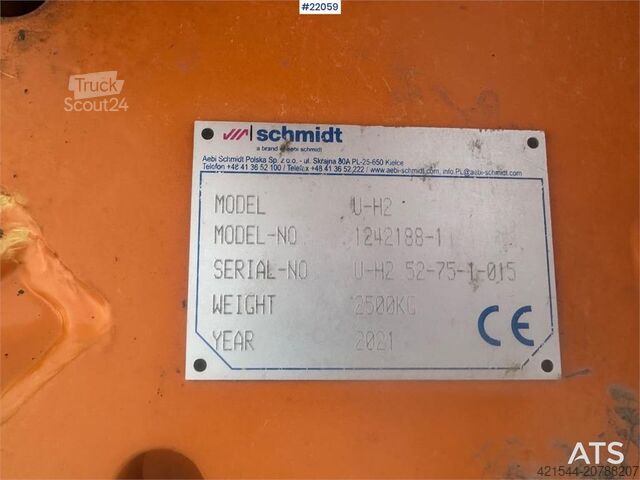 #22059
Truck
Scout24
schmidt
a brand of aebi schmidt
Aebi Schmidt Polska Sp. z o.o. - ul. Skrajna 80A PL-25-650 Kielce
Telefon +48 41 36 52 100 / Telefax +48 41 36 52 222 / www.aebi-schmidt.com, info.PL@aebi-schmidt.com
MODEL U-H2
MODEL-NO 1242188-1
SERIAL-NO U-H2 52-75-1-015
WEIGHT 2500KG
YEAR 2021
CE
ATS
421544-20788207